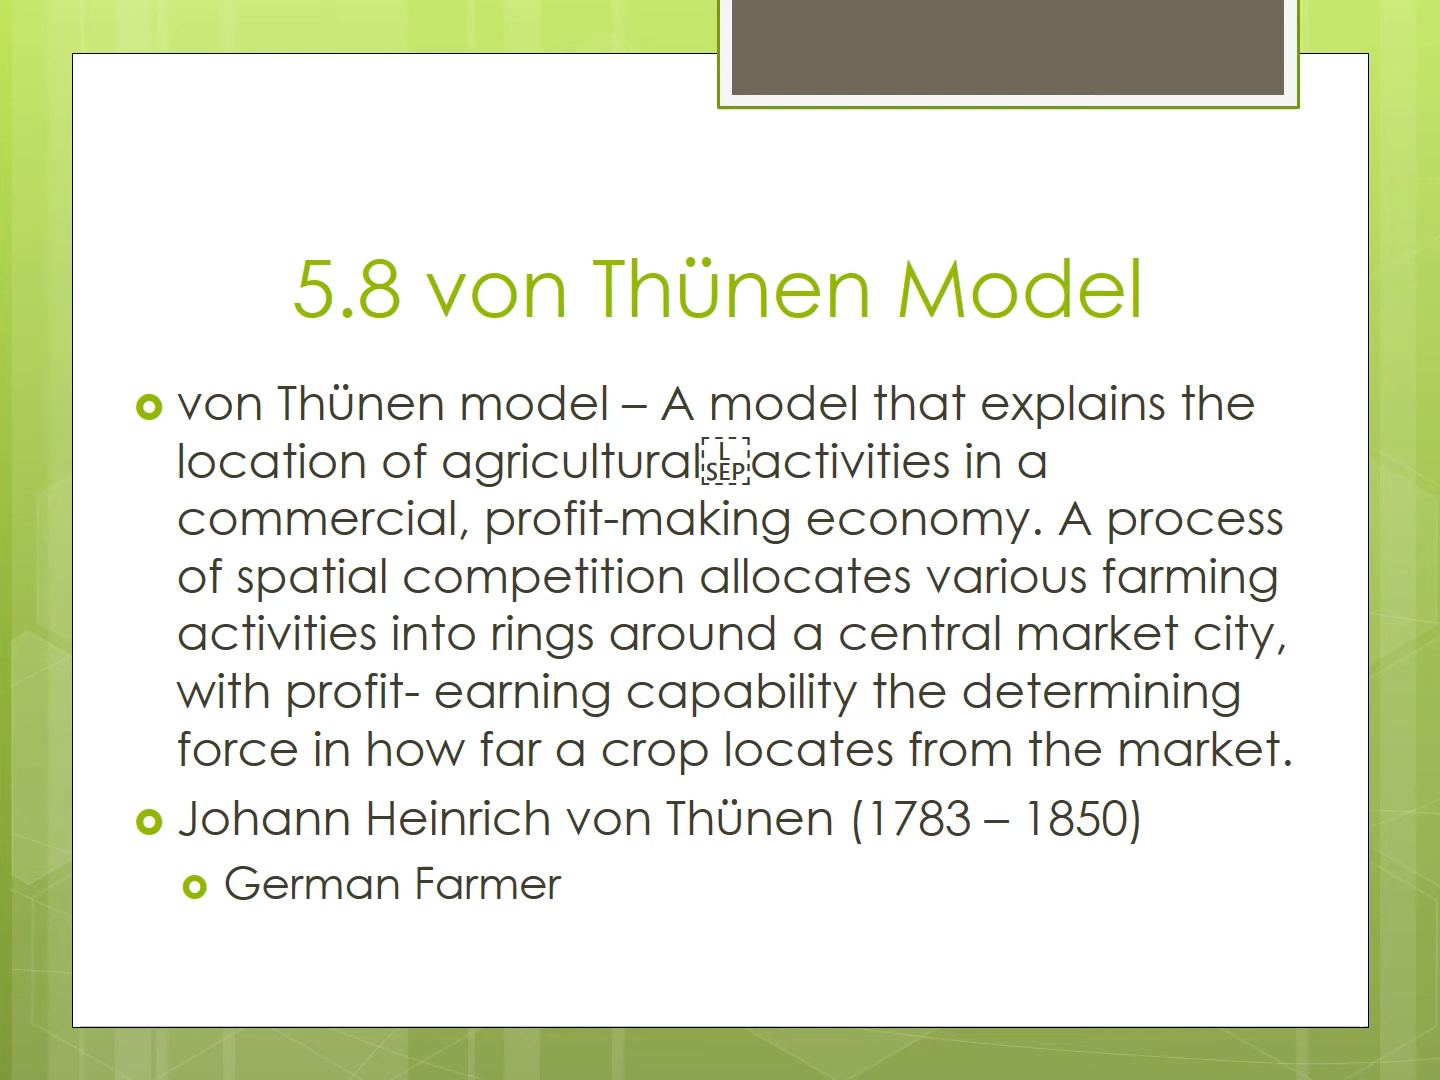 5.8 von Thünen Model
von Thünen model – A model that explains the
location of agricultural L SEP activities in a
commercial, profit-making economy. A process
of spatial competition allocates various farming
activities into rings around a central market city,
with profit- earning capability the determining
force in how far a crop locates from the market.
Johann Heinrich von Thünen (1783 – 1850)
German Farmer